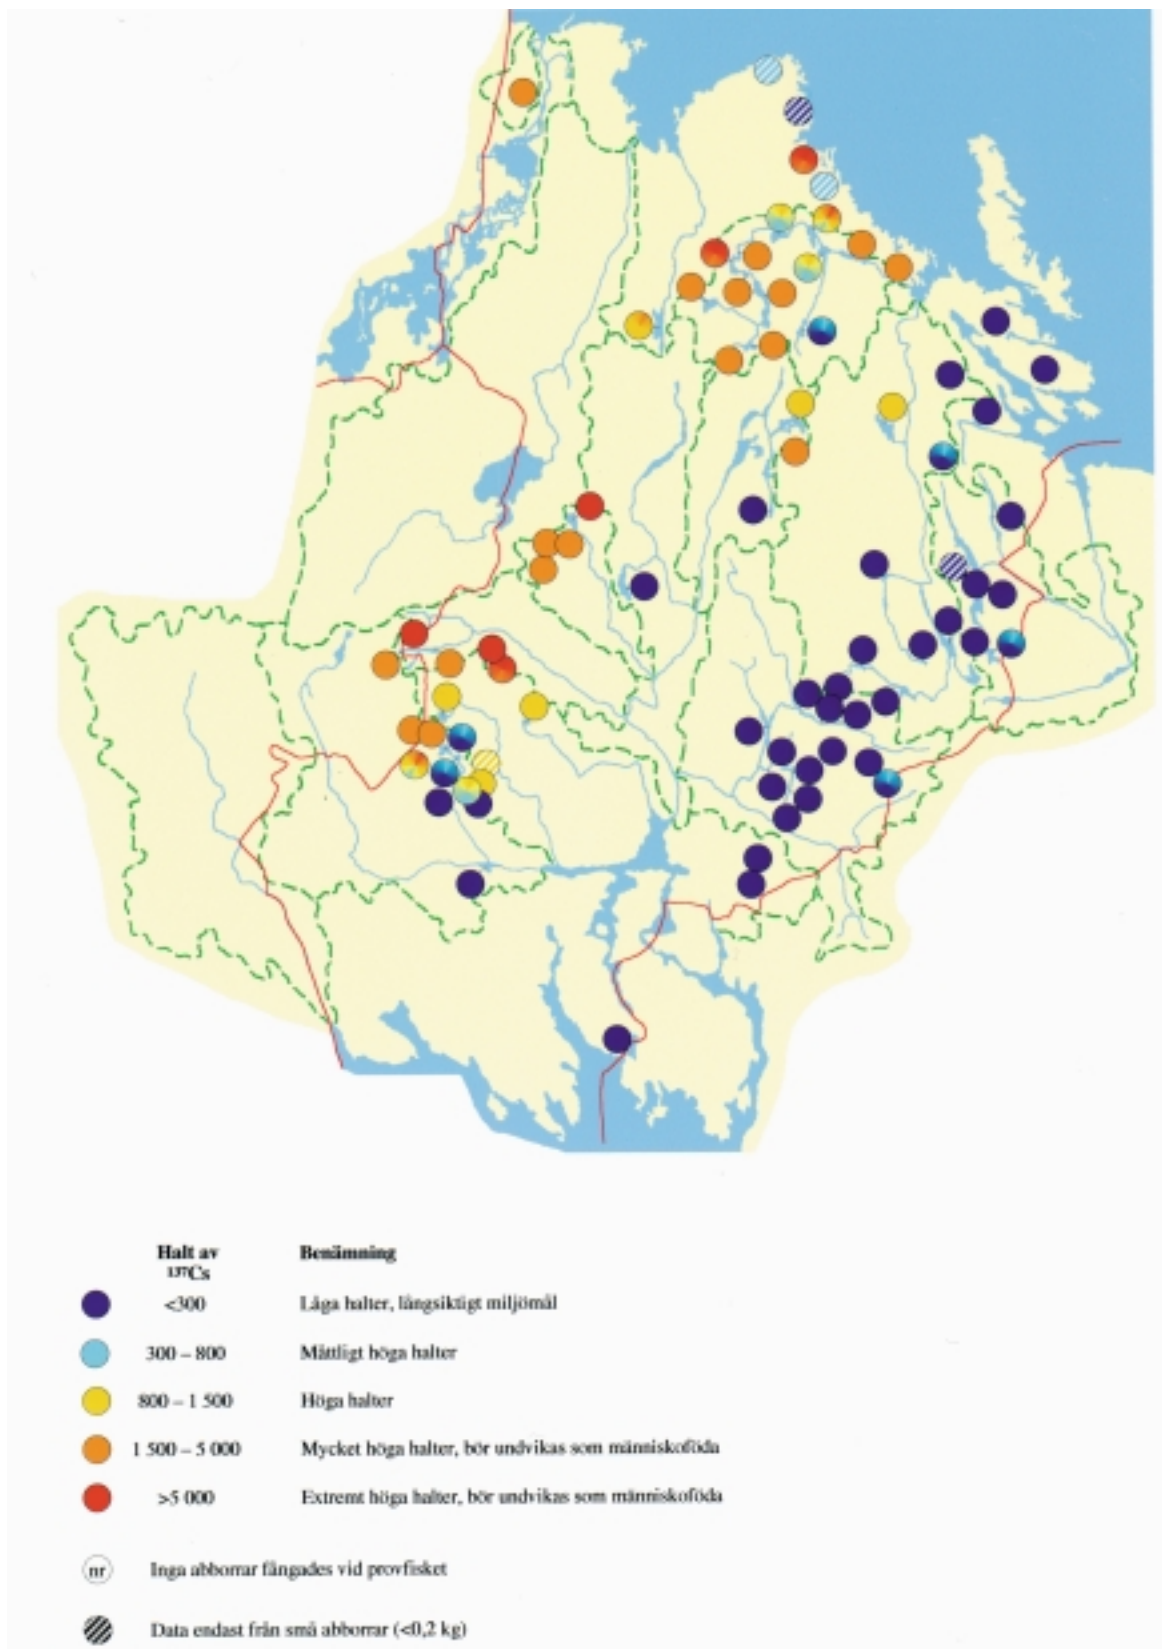 Halt av Benämning
¹³⁷Cs
<300 Låga halter, långsiktigt miljömål
300 – 800 Måttligt höga halter
800 – 1 500 Höga halter
1 500 – 5 000 Mycket höga halter, bör undvikas som människoföda
>5 000 Extremt höga halter, bör undvikas som människoföda
nr Inga abborrar fångades vid provfisket
Data endast från små abborrar (<0,2 kg)